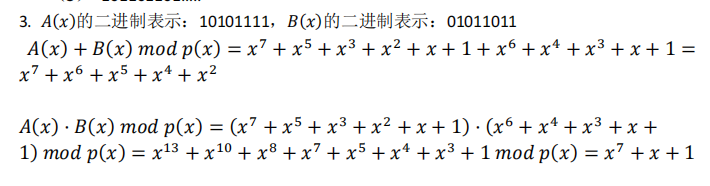 3. A(x)的二进制表示：10101111，B(x)的二进制表示：01011011
A(x) + B(x) mod p(x) = x⁷ + x⁵ + x³ + x² + x + 1 + x⁶ + x⁴ + x³ + x + 1 =
x⁷ + x⁶ + x⁵ + x⁴ + x²
A(x) · B(x) mod p(x) = (x⁷ + x⁵ + x³ + x² + x + 1) · (x⁶ + x⁴ + x³ + x +
1) mod p(x) = x¹³ + x¹⁰ + x⁸ + x⁷ + x⁵ + x⁴ + x³ + 1 mod p(x) = x⁷ + x + 1